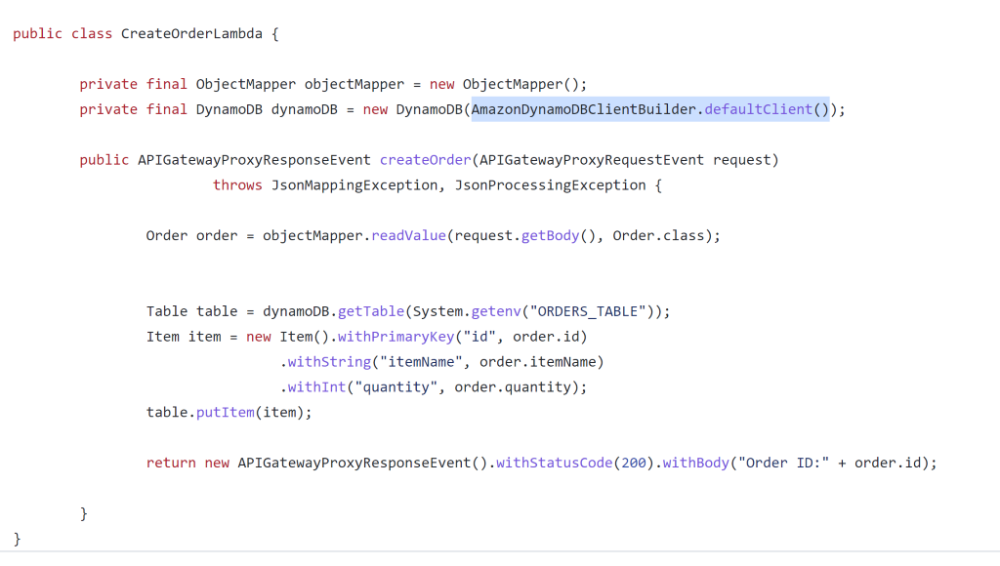 public class CreateOrderLambda {
private final ObjectMapper objectMapper = new ObjectMapper();
private final DynamoDB dynamoDB = new DynamoDB(AmazonDynamoDBClientBuilder.defaultClient());
public APIGatewayProxyResponseEvent createOrder(APIGatewayProxyRequestEvent request)
throws JsonMappingException, JsonProcessingException {
Order order = objectMapper.readValue(request.getBody(), Order.class);
Table table = dynamoDB.getTable(System.getenv("ORDERS_TABLE"));
Item item = new Item().withPrimaryKey("id", order.id)
.withString("itemName", order.itemName)
.withInt("quantity", order.quantity);
table.putItem(item);
return new APIGatewayProxyResponseEvent().withStatusCode(200).withBody("Order ID:" + order.id);
}
}